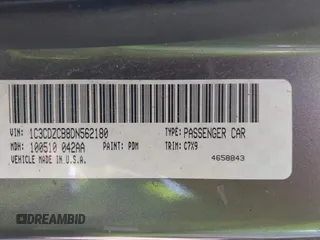 VIN: 1C3CDZCB8DN562180 TYPE: PASSENGER CAR
MDH: 100510 042AA PAINT: PDM TRIM: C7X9
VEHICLE MADE IN U.S.A. 4658843
DREAMBID